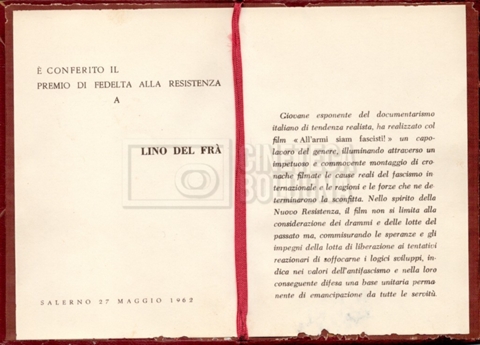 È CONFERITO IL
PREMIO DI FEDELTA ALLA RESISTENZA
A
LINO DEL FRÀ
SALERNO 27 MAGGIO 1962
Giovane esponente del documentarismo
italiano di tendenza realista, ha realizzato col
film « All'armi siam fascisti! » un capo-
lavoro del genere, illuminando attraverso un
impetuoso e commovente montaggio di cro-
nache filmate le cause reali del fascismo in-
ternazionale e le ragioni e le forze che ne de-
terminarono la sconfitta. Nello spirito della
Nuova Resistenza, il film non si limita alla
considerazione dei drammi e delle lotte del
passato ma, commisurando le speranze e gli
impegni della lotta di liberazione ai tentativi
reazionari di soffocarne i logici sviluppi, in-
dica nei valori dell'antifascismo e nella loro
conseguente difesa una base unitaria perma-
nente di emancipazione da tutte le servitù.
CINETECA
BOLOGNA